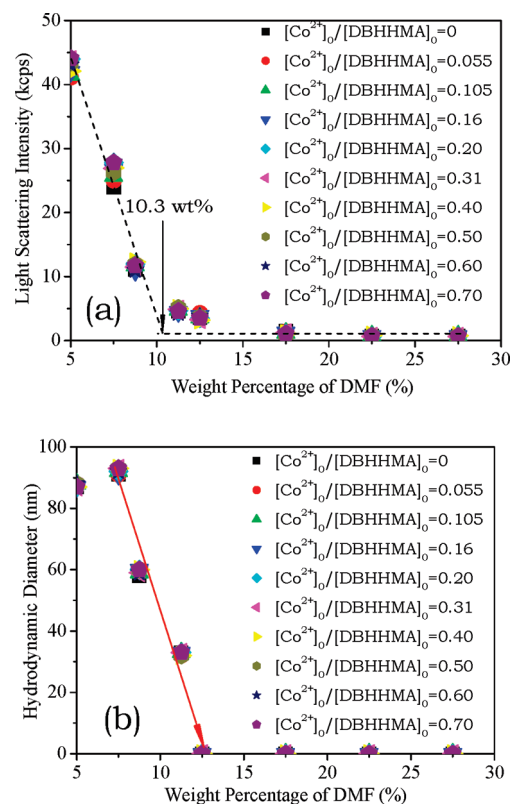 50
40
30
20
10
0
Light Scattering Intensity (kcps)
[Co²⁺]₀/[DBHHMA]₀=0
[Co²⁺]₀/[DBHHMA]₀=0.055
[Co²⁺]₀/[DBHHMA]₀=0.105
[Co²⁺]₀/[DBHHMA]₀=0.16
[Co²⁺]₀/[DBHHMA]₀=0.20
[Co²⁺]₀/[DBHHMA]₀=0.31
[Co²⁺]₀/[DBHHMA]₀=0.40
[Co²⁺]₀/[DBHHMA]₀=0.50
[Co²⁺]₀/[DBHHMA]₀=0.60
[Co²⁺]₀/[DBHHMA]₀=0.70
10.3 wt%
(a)
5 10 15 20 25 30
Weight Percentage of DMF (%)
100
80
60
40
20
0
Hydrodynamic Diameter (nm)
[Co²⁺]₀/[DBHHMA]₀=0
[Co²⁺]₀/[DBHHMA]₀=0.055
[Co²⁺]₀/[DBHHMA]₀=0.105
[Co²⁺]₀/[DBHHMA]₀=0.16
[Co²⁺]₀/[DBHHMA]₀=0.20
[Co²⁺]₀/[DBHHMA]₀=0.31
[Co²⁺]₀/[DBHHMA]₀=0.40
[Co²⁺]₀/[DBHHMA]₀=0.50
[Co²⁺]₀/[DBHHMA]₀=0.60
[Co²⁺]₀/[DBHHMA]₀=0.70
(b)
5 10 15 20 25 30
Weight Percentage of DMF (%)